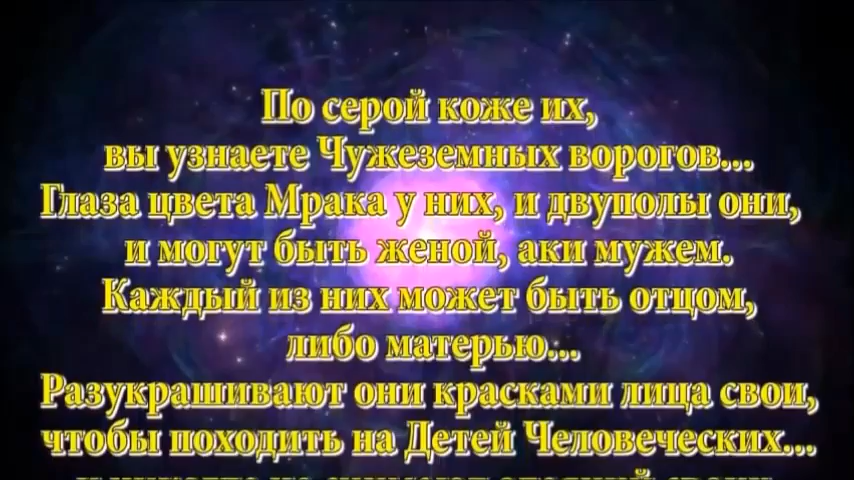 По серой коже их,
вы узнаете Чужеземных ворогов...
Глаза цвета Мрака у них, и двуполы они,
и могут быть женой, аки мужем.
Каждый из них может быть отцом,
либо матерью...
Разукрашивают они красками лица свои,
чтобы походить на Детей Человеческих...